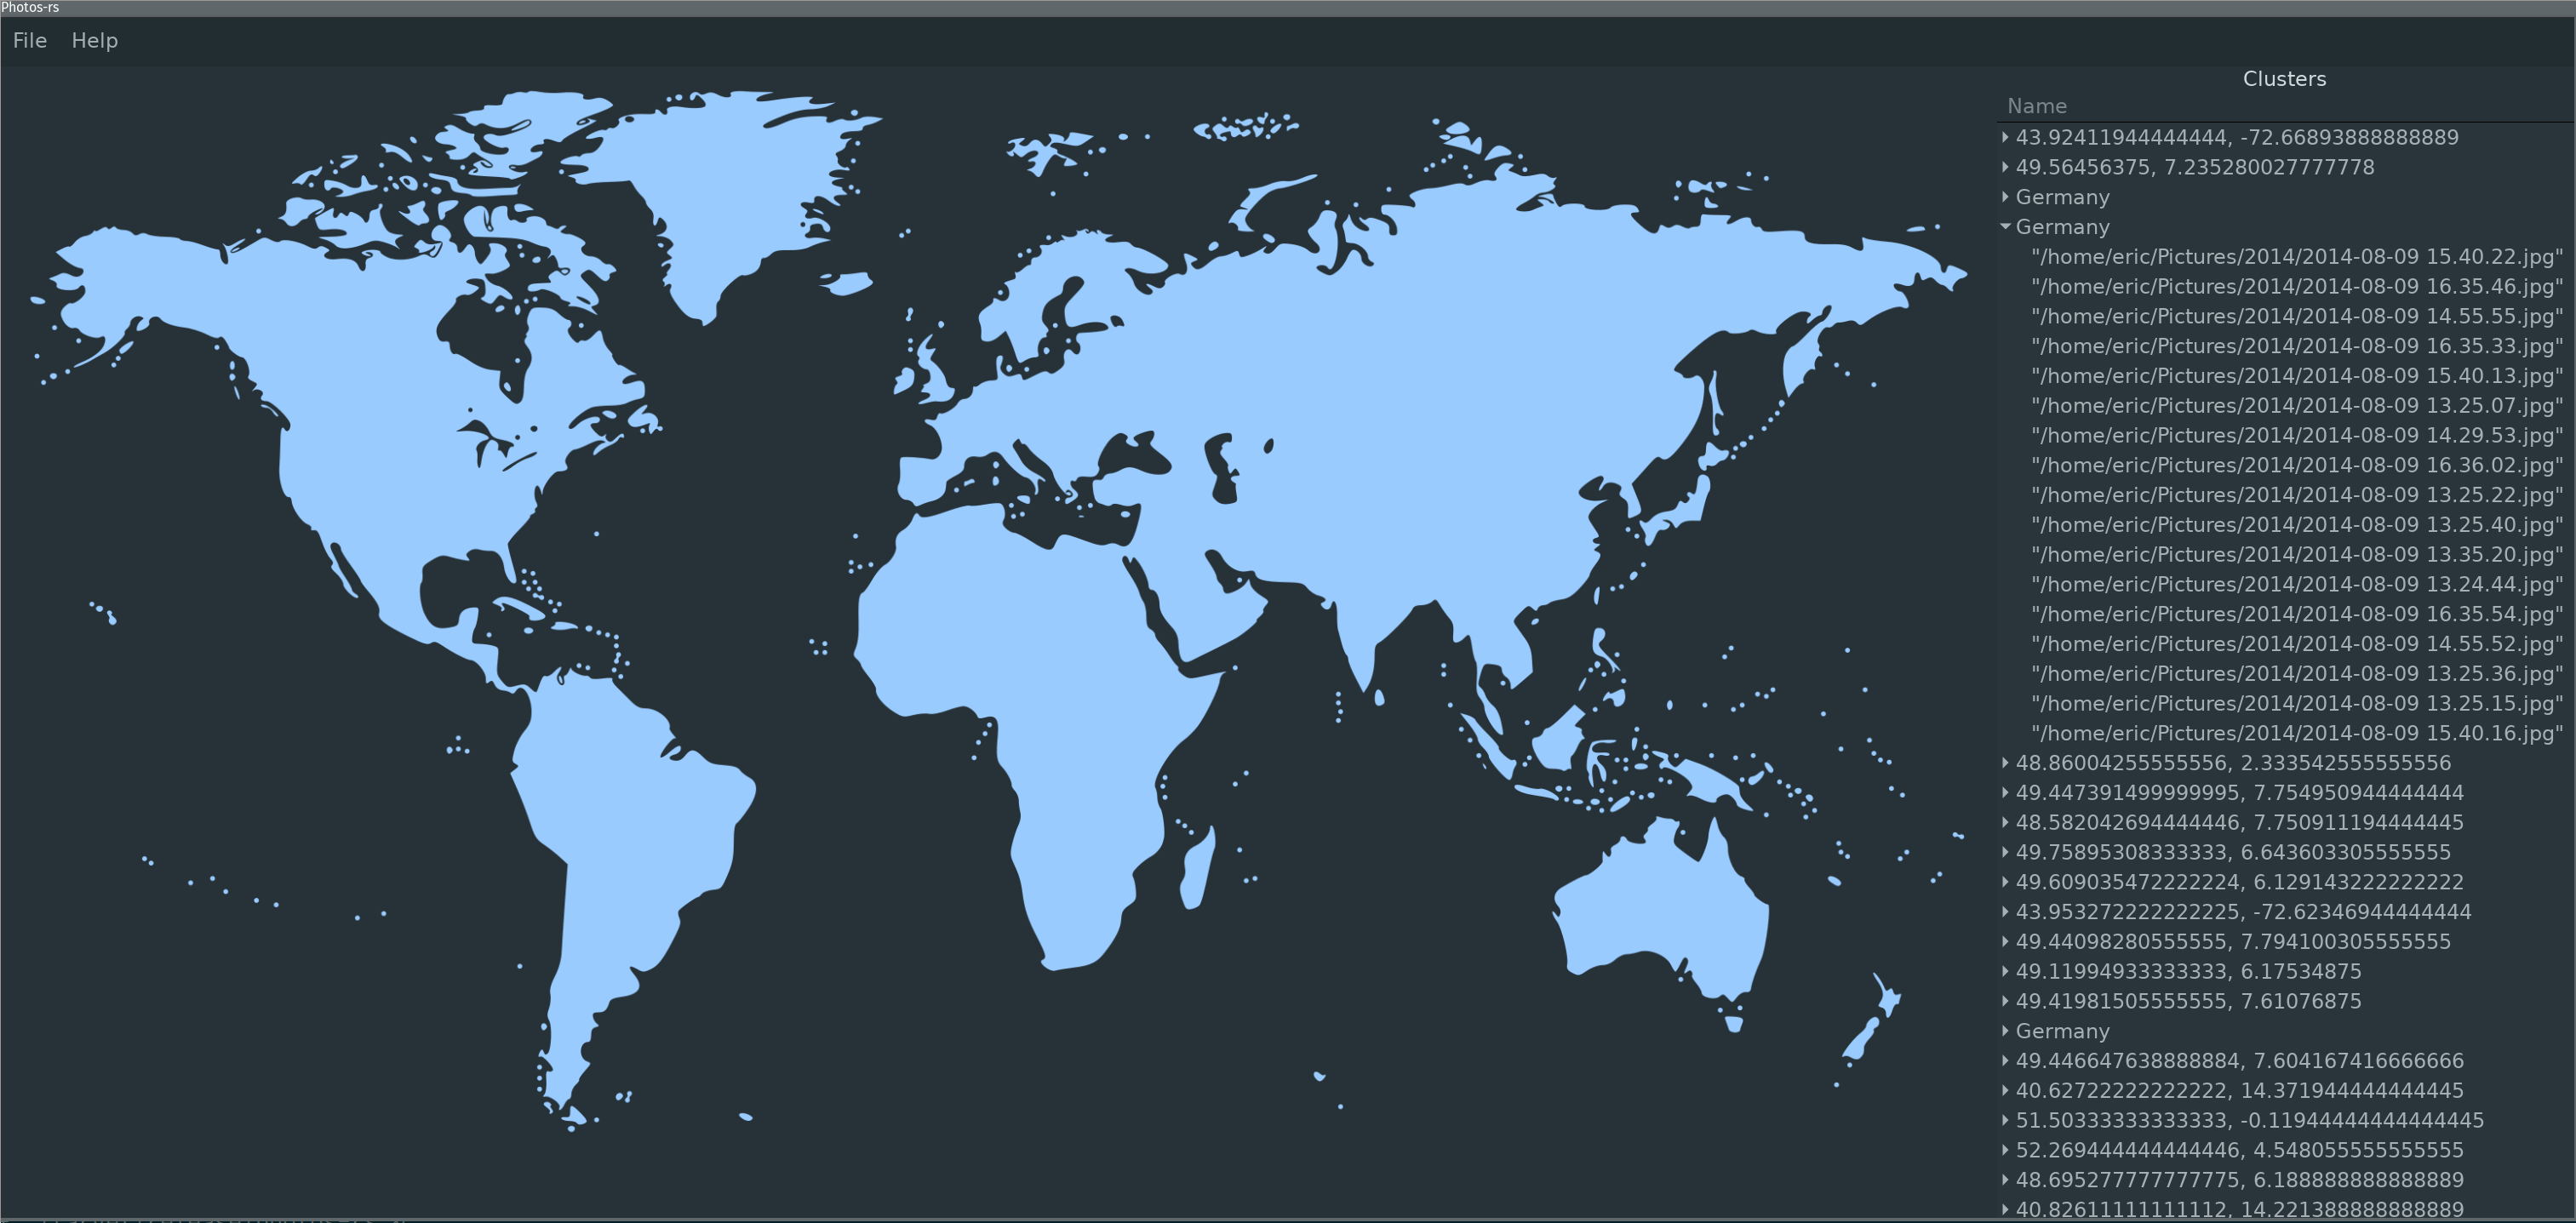 Photos-rs
File Help
Clusters
Name
43.92411944444444, -72.66893888888889
49.56456375, 7.235280027777778
Germany
Germany
"/home/eric/Pictures/2014/2014-08-09 15.40.22.jpg"
"/home/eric/Pictures/2014/2014-08-09 16.35.46.jpg"
"/home/eric/Pictures/2014/2014-08-09 14.55.55.jpg"
"/home/eric/Pictures/2014/2014-08-09 16.35.33.jpg"
"/home/eric/Pictures/2014/2014-08-09 15.40.13.jpg"
"/home/eric/Pictures/2014/2014-08-09 13.25.07.jpg"
"/home/eric/Pictures/2014/2014-08-09 14.29.53.jpg"
"/home/eric/Pictures/2014/2014-08-09 16.36.02.jpg"
"/home/eric/Pictures/2014/2014-08-09 13.25.22.jpg"
"/home/eric/Pictures/2014/2014-08-09 13.25.40.jpg"
"/home/eric/Pictures/2014/2014-08-09 13.35.20.jpg"
"/home/eric/Pictures/2014/2014-08-09 13.24.44.jpg"
"/home/eric/Pictures/2014/2014-08-09 16.35.54.jpg"
"/home/eric/Pictures/2014/2014-08-09 14.55.52.jpg"
"/home/eric/Pictures/2014/2014-08-09 13.25.36.jpg"
"/home/eric/Pictures/2014/2014-08-09 13.25.15.jpg"
"/home/eric/Pictures/2014/2014-08-09 15.40.16.jpg"
48.86004255555556, 2.333542555555556
49.447391499999995, 7.754950944444444
48.582042694444446, 7.750911194444445
49.75895308333333, 6.643603305555555
49.609035472222224, 6.129143222222222
43.953272222222225, -72.62346944444444
49.44098280555555, 7.794100305555555
49.11994933333333, 6.17534875
49.41981505555555, 7.61076875
Germany
49.446647638888884, 7.604167416666666
40.62722222222222, 14.371944444444445
51.50333333333333, -0.11944444444444445
52.269444444444446, 4.548055555555555
48.695277777777775, 6.188888888888889
40.82611111111112, 14.221388888888889